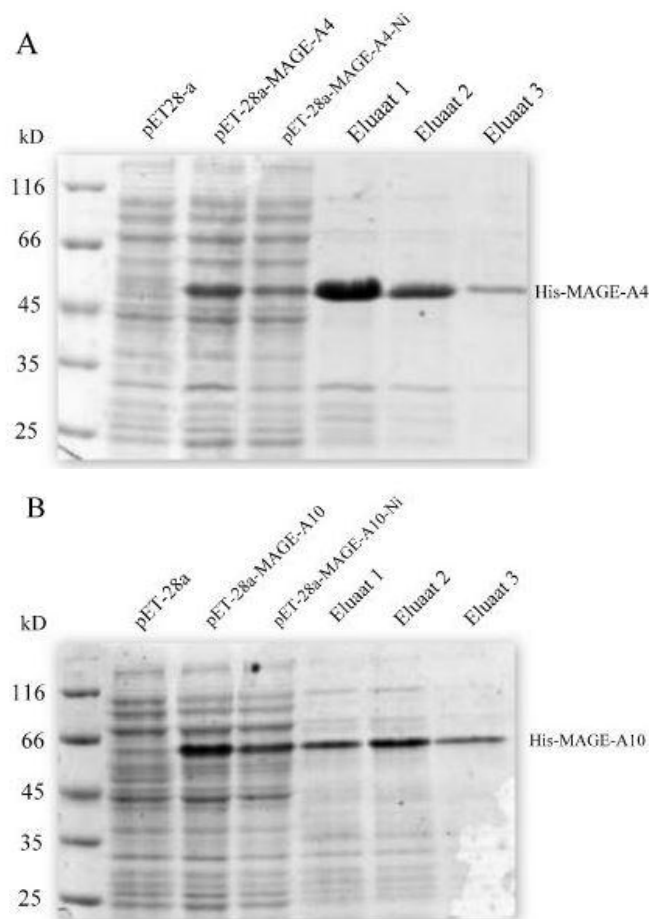 A
pET28-a
pET-28a-MAGE-A4
pET-28a-MAGE-A4-Ni
Eluaat 1
Eluaat 2
Eluaat 3
kD
116
66
45
35
25
His-MAGE-A4
B
pET-28a
pET-28a-MAGE-A10
pET-28a-MAGE-A10-Ni
Eluaat 1
Eluaat 2
Eluaat 3
kD
116
66
45
35
25
His-MAGE-A10